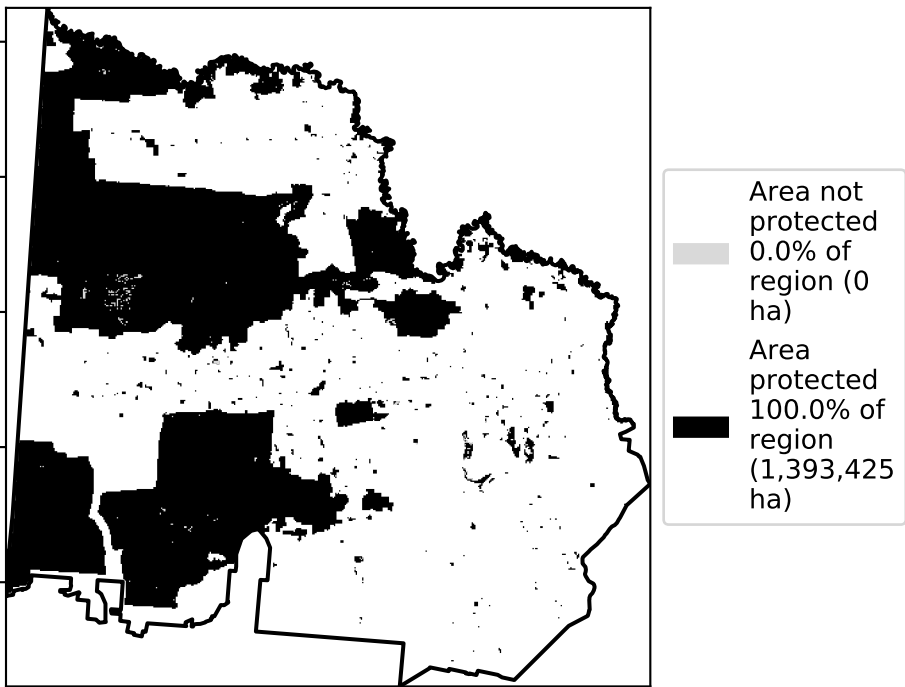 Area not
protected
0.0% of
region (0
ha)
Area
protected
100.0% of
region
(1,393,425
ha)